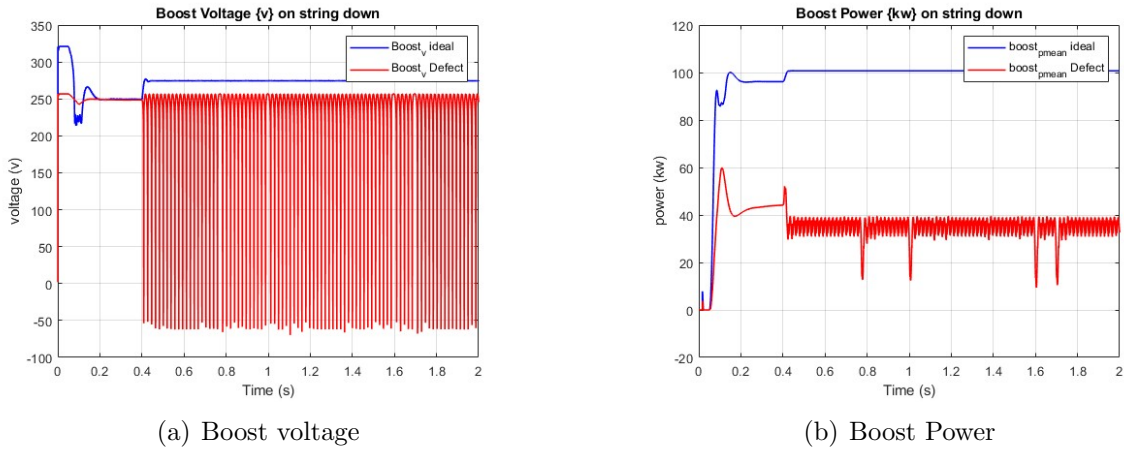 Boost Voltage {v} on string down
350
300
250
200
150
100
50
0
-50
-100
voltage (v)
0 0.2 0.4 0.6 0.8 1 1.2 1.4 1.6 1.8 2
Time (s)
Boost_v ideal
Boost_v Defect
(a) Boost voltage
Boost Power {kw} on string down
120
100
80
60
40
20
0
-20
power (kw)
0 0.2 0.4 0.6 0.8 1 1.2 1.4 1.6 1.8 2
Time (s)
boost_pmean ideal
boost_pmean Defect
(b) Boost Power